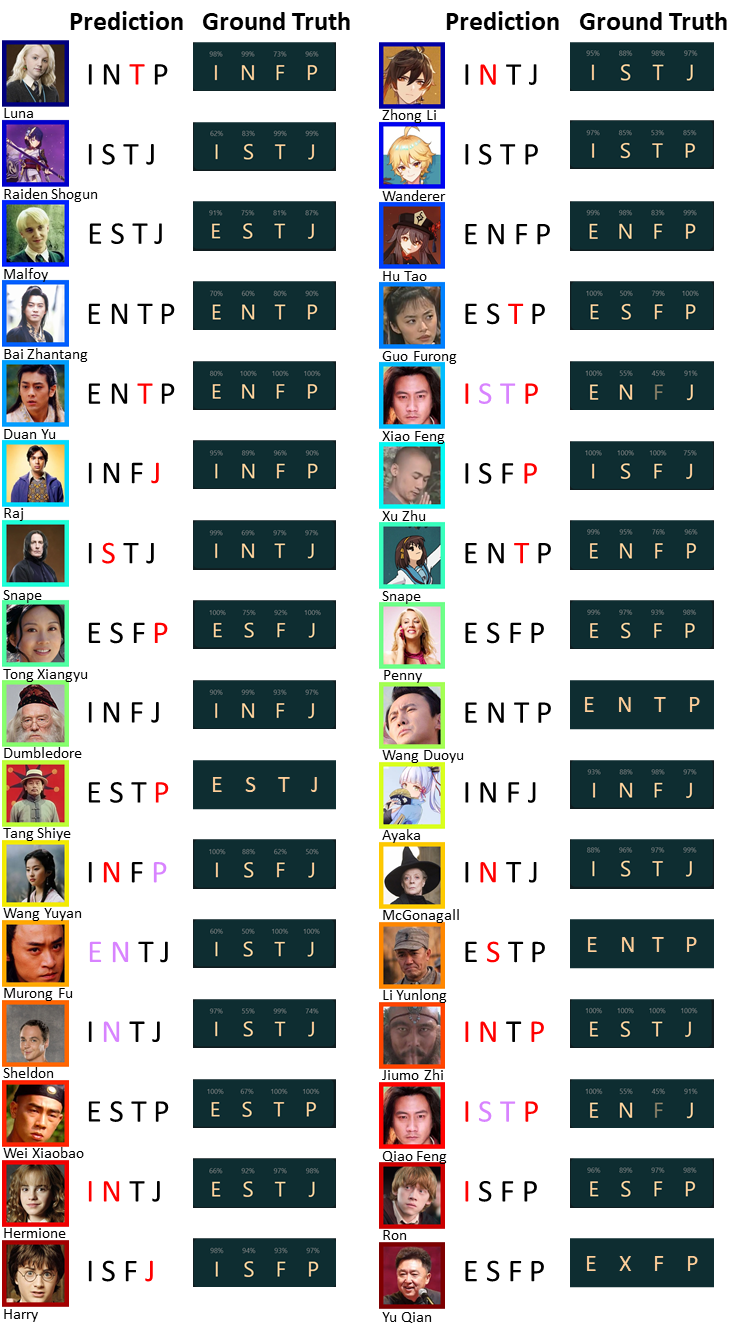 Prediction Ground Truth
98% 99% 73% 96%
I N T P I N F P
Luna
62% 83% 99% 99%
I S T J I S T J
Raiden Shogun
91% 75% 81% 87%
E S T J E S T J
Malfoy
70% 60% 80% 90%
E N T P E N T P
Bai Zhantang
80% 100% 100% 100%
E N T P E N F P
Duan Yu
95% 89% 96% 90%
I N F J I N F P
Raj
99% 69% 97% 97%
I S T J I N T J
Snape
100% 75% 92% 100%
E S F P E S F J
Tong Xiangyu
90% 99% 93% 97%
I N F J I N F J
Dumbledore
E S T P E S T J
Tang Shiye
100% 88% 62% 50%
I N F P I S F J
Wang Yuyan
60% 50% 100% 100%
E N T J I S T J
Murong Fu
97% 55% 99% 74%
I N T J I S T J
Sheldon
100% 67% 100% 100%
E S T P E S T P
Wei Xiaobao
66% 92% 97% 98%
I N T J E S T J
Hermione
98% 94% 93% 97%
I S F J I S F P
Harry
Prediction Ground Truth
95% 88% 98% 97%
I N T J I S T J
Zhong Li
97% 85% 53% 85%
I S T P I S T P
Wanderer
99% 98% 83% 99%
E N F P E N F P
Hu Tao
100% 50% 79% 100%
E S T P E S F P
Guo Furong
100% 55% 45% 91%
I S T P E N F J
Xiao Feng
100% 100% 100% 75%
I S F P I S F J
Xu Zhu
99% 95% 76% 96%
E N T P E N F P
Snape
99% 97% 93% 98%
E S F P E S F P
Penny
E N T P E N T P
Wang Duoyu
93% 88% 98% 97%
I N F J I N F J
Ayaka
88% 96% 97% 99%
I N T J I S T J
McGonagall
E S T P E N T P
Li Yunlong
100% 100% 100% 100%
I N T P E S T J
Jiumo Zhi
100% 55% 45% 91%
I S T P E N F J
Qiao Feng
96% 89% 97% 98%
I S F P E S F P
Ron
E S F P E X F P
Yu Qian